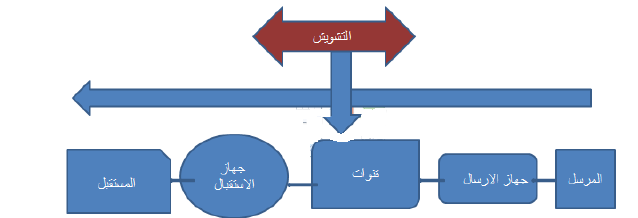 التشويش
المرسل
جهاز الارسال
قنوات
جهاز
الاستقبال
المستقبل